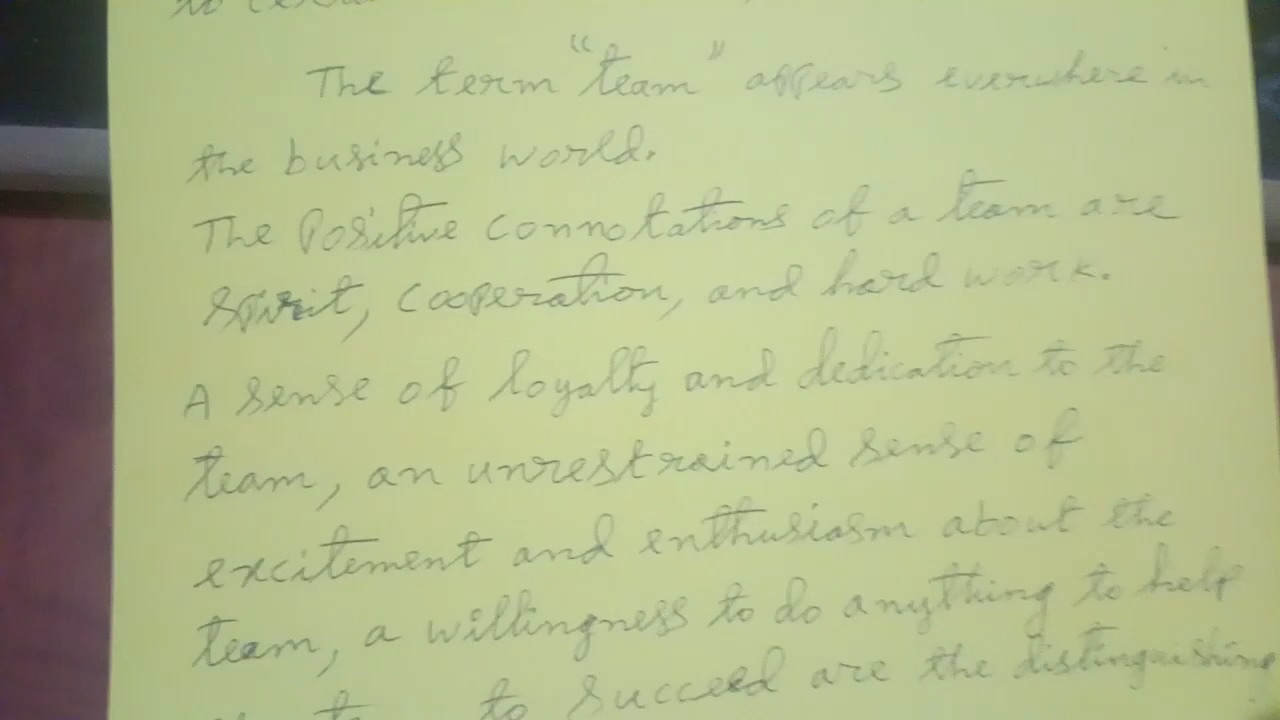 The term "team" appears everwhere in
the business world.
The Positive connotations of a team are
spirit, cooperation, and hard work.
A sense of loyalty and dedication to the
team, an unrestrained sense of
excitement and enthusiasm about the
team, a willingness to do anything to help
to succeed are the distinguishing